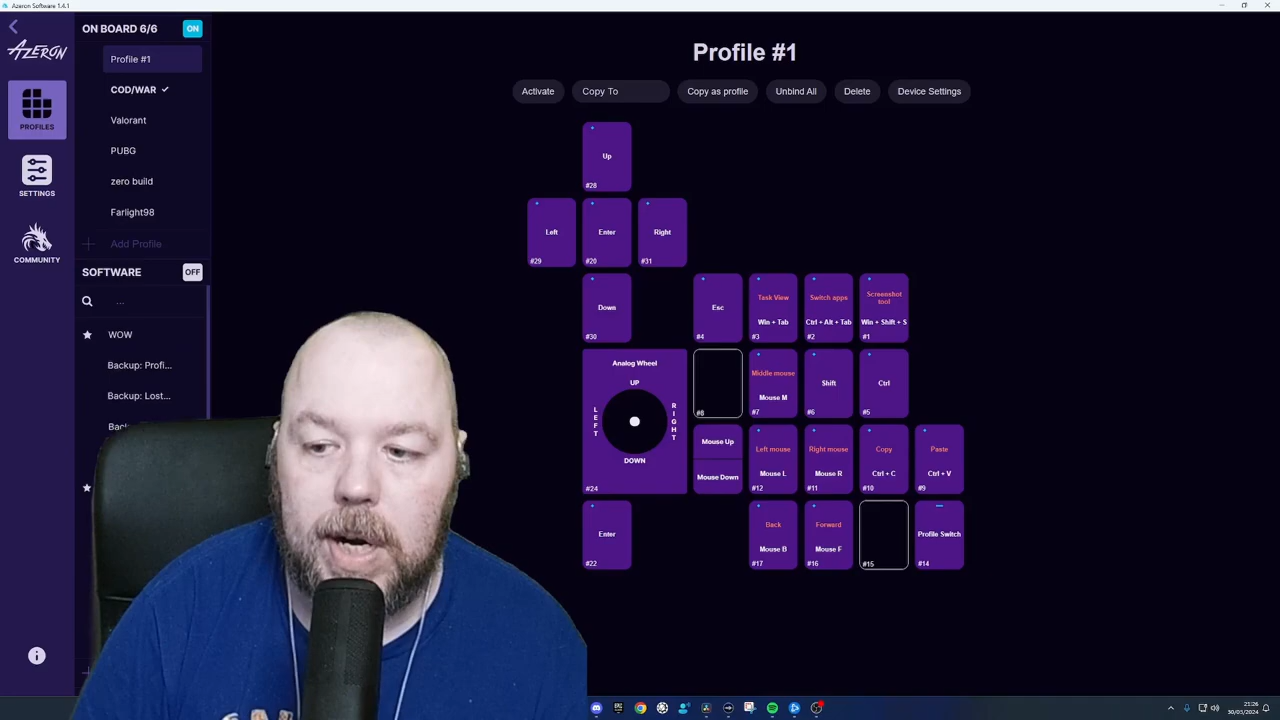 Azeron Software 1.4.1
ON BOARD 6/6
ON
AZERON
PROFILES
SETTINGS
COMMUNITY
Profile #1
COD/WAR
Valorant
PUBG
zero build
Farlight98
Add Profile
SOFTWARE
OFF
...
WOW
Backup: Profi...
Backup: Lost...
Profile #1
Activate
Copy To
Copy as profile
Unbind All
Delete
Device Settings
Up
#28
Left
#29
Enter
#20
Right
#31
Down
#30
Esc
#4
Task View
Win + Tab
#3
Switch apps
Ctrl + Alt + Tab
#2
Screenshot
tool
Win + Shift + S
#1
Analog Wheel
UP
LEFT
RIGHT
DOWN
#24
#8
Middle mouse
Mouse M
#7
Shift
#6
Ctrl
#5
Mouse Up
Mouse Down
Left mouse
Mouse L
#12
Right mouse
Mouse R
#11
Copy
Ctrl + C
#10
Paste
Ctrl + V
#9
Enter
#22
Back
Mouse B
#17
Forward
Mouse F
#16
#15
Profile Switch
#14
23:26
30/03/2024